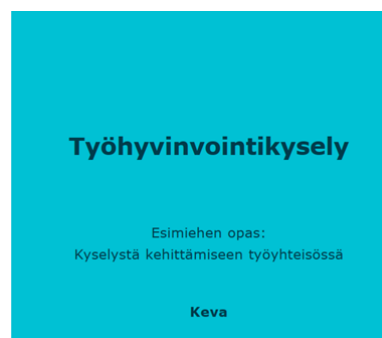 Työhyvinvointikysely
Esimiehen opas:
Kyselystä kehittämiseen työyhteisössä
Keva